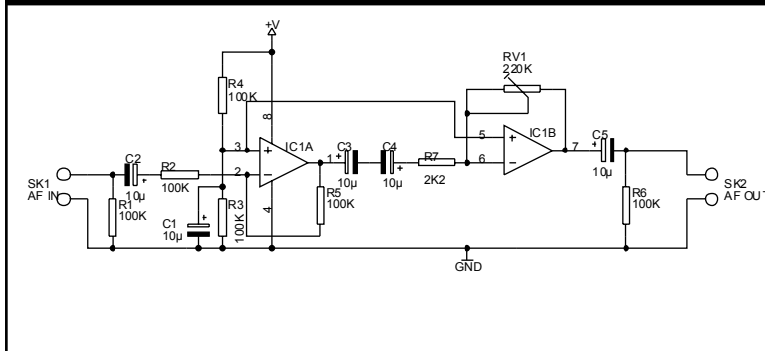 +V
RV1
220K
R4
100K
8
3
IC1A
2
1
C3
10µ
C4
10µ
R7
2K2
5
IC1B
6
7
C5
10µ
C2
10µ
R2
100K
SK1
AF IN
R1
100K
C1
10µ
R3
100K
4
R5
100K
R6
100K
SK2
AF OUT
GND
+
-
+
-
+
+
+
+
+